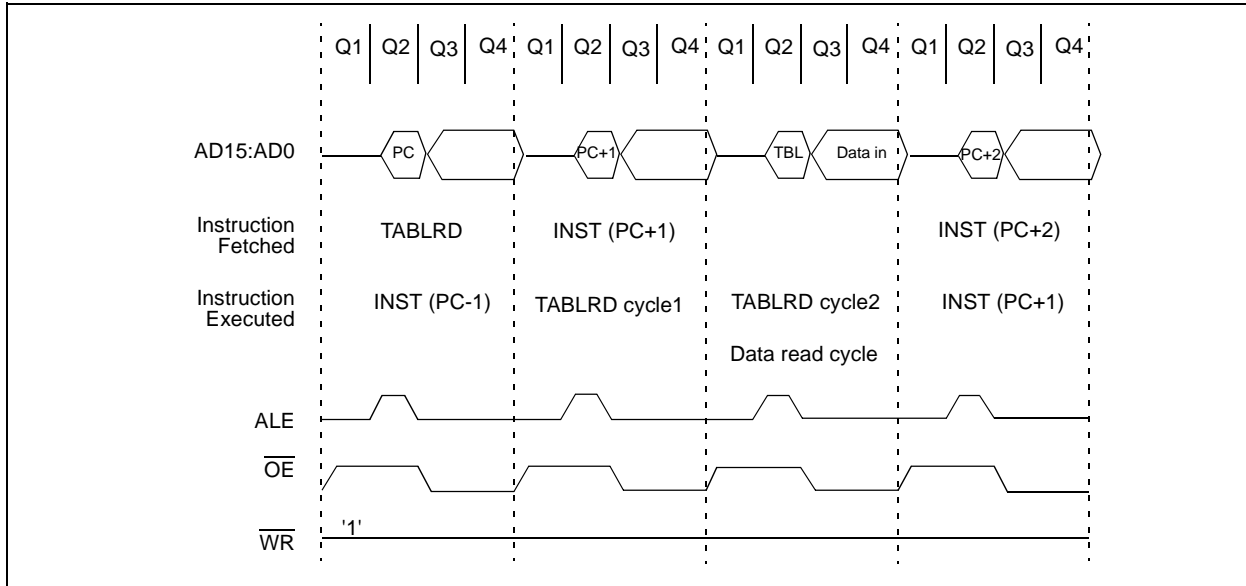 Q1 Q2 Q3 Q4 Q1 Q2 Q3 Q4 Q1 Q2 Q3 Q4 Q1 Q2 Q3 Q4
AD15:AD0 PC PC+1 TBL Data in PC+2
Instruction
Fetched
TABLRD INST (PC+1) INST (PC+2)
Instruction
Executed
INST (PC-1) TABLRD cycle1 TABLRD cycle2 INST (PC+1)
Data read cycle
ALE
OE
'1'
WR